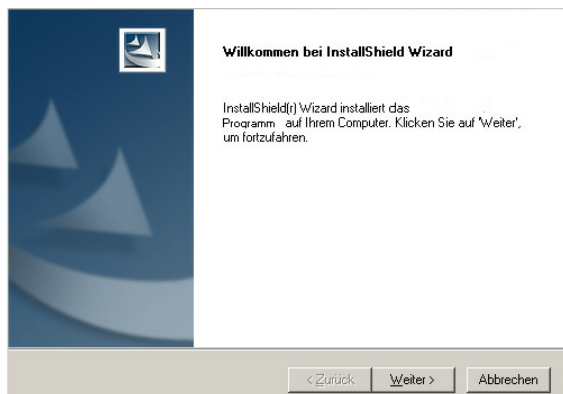 Willkommen bei InstallShield Wizard
InstallShield(r) Wizard installiert das
Programm auf Ihrem Computer. Klicken Sie auf 'Weiter',
um fortzufahren.
< Zurück
Weiter >
Abbrechen